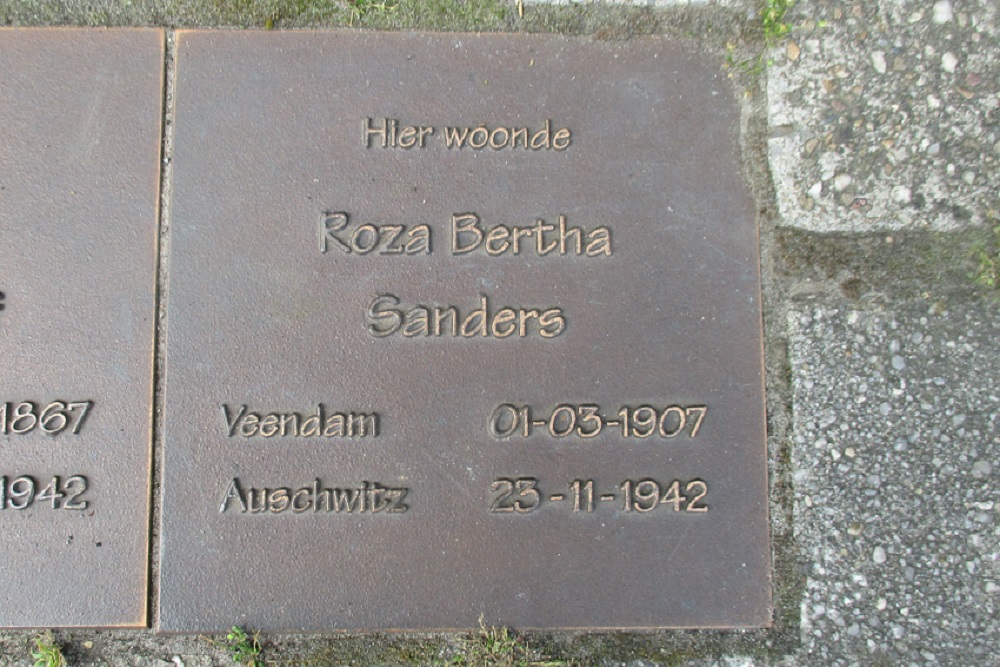 Hier woonde
Roza Bertha
Sanders
Veendam 01-03-1907
Auschwitz 23-11-1942
1867
1942